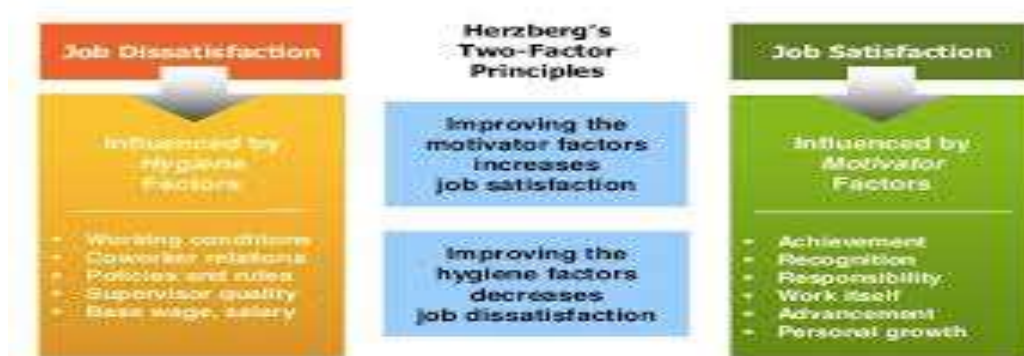 Job Dissatisfaction
Influenced by
Hygiene
Factors
• Working conditions
• Coworker relations
• Policies and rules
• Supervisor quality
• Base wage, salary
Herzberg's
Two-Factor
Principles
Improving the
motivator factors
increases
job satisfaction
Improving the
hygiene factors
decreases
job dissatisfaction
Job Satisfaction
Influenced by
Motivator
Factors
• Achievement
• Recognition
• Responsibility
• Work itself
• Advancement
• Personal growth